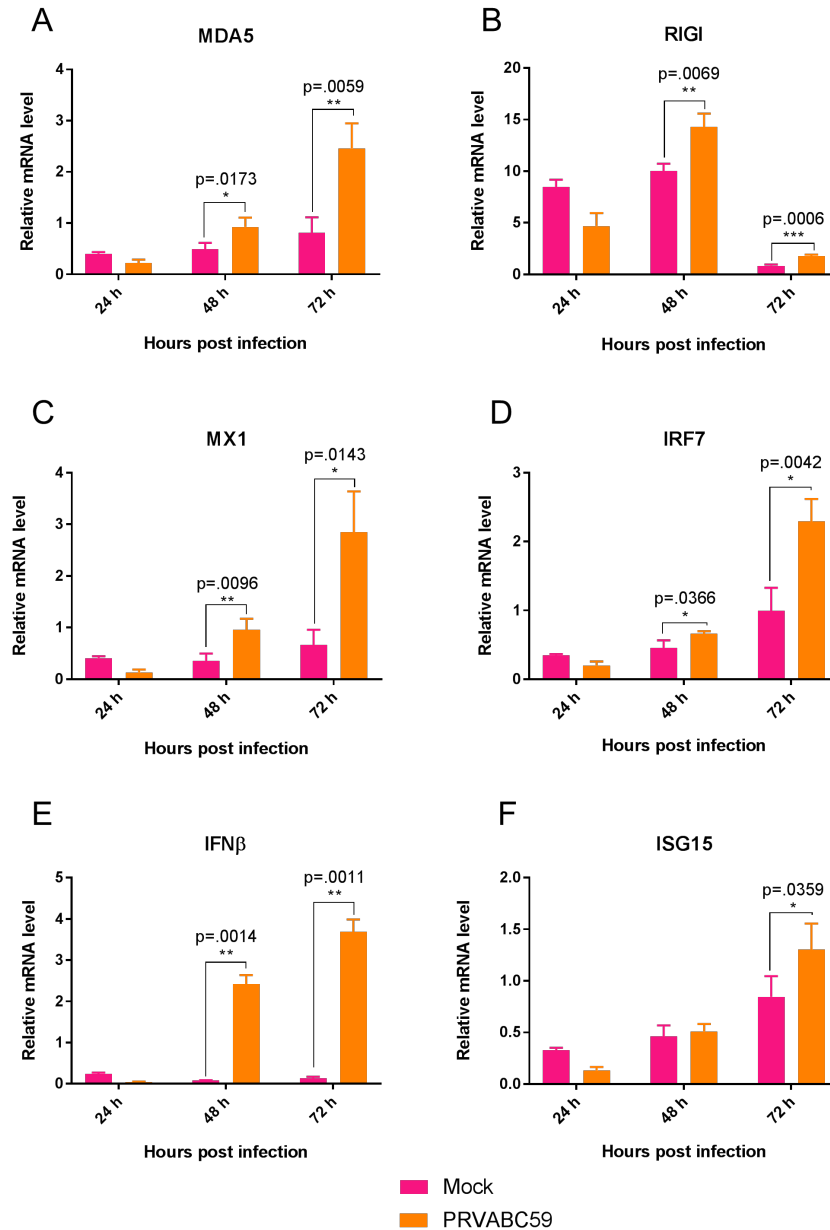 A
MDA5
Relative mRNA level
4
3
2
1
0
p=.0173
*
p=.0059
**
24 h
48 h
72 h
Hours post infection
B
RIGI
Relative mRNA level
20
15
10
5
0
p=.0069
**
p=.0006
***
24 h
48 h
72 h
Hours post infection
C
MX1
Relative mRNA level
4
3
2
1
0
p=.0096
**
p=.0143
*
24 h
48 h
72 h
Hours post infection
D
IRF7
Relative mRNA level
3
2
1
0
p=.0366
*
p=.0042
*
24 h
48 h
72 h
Hours post infection
E
IFNβ
Relative mRNA level
5
4
3
2
1
0
p=.0014
**
p=.0011
**
24 h
48 h
72 h
Hours post infection
F
ISG15
Relative mRNA level
2.0
1.5
1.0
0.5
0.0
p=.0359
*
24 h
48 h
72 h
Hours post infection
Mock
PRVABC59